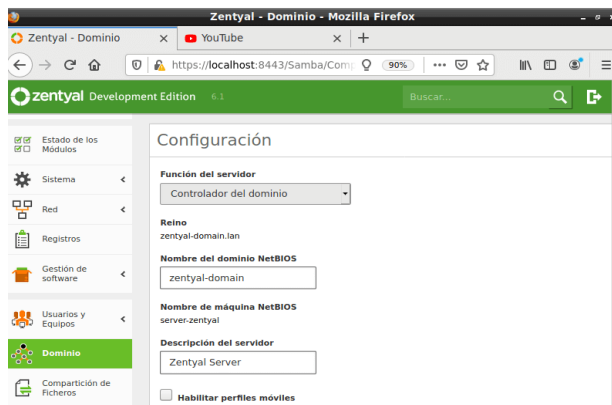 Zentyal - Dominio - Mozilla Firefox
Zentyal - Dominio
YouTube
https://localhost:8443/Samba/Comp
90%
zentyal Development Edition 6.1
Buscar...
Estado de los
Módulos
Sistema
Red
Registros
Gestión de
software
Usuarios y
Equipos
Dominio
Compartición de
Ficheros
Configuración
Función del servidor
Controlador del dominio
Reino
zentyal-domain.lan
Nombre del dominio NetBIOS
zentyal-domain
Nombre de máquina NetBIOS
server-zentyal
Descripción del servidor
Zentyal Server
Habilitar perfiles móviles